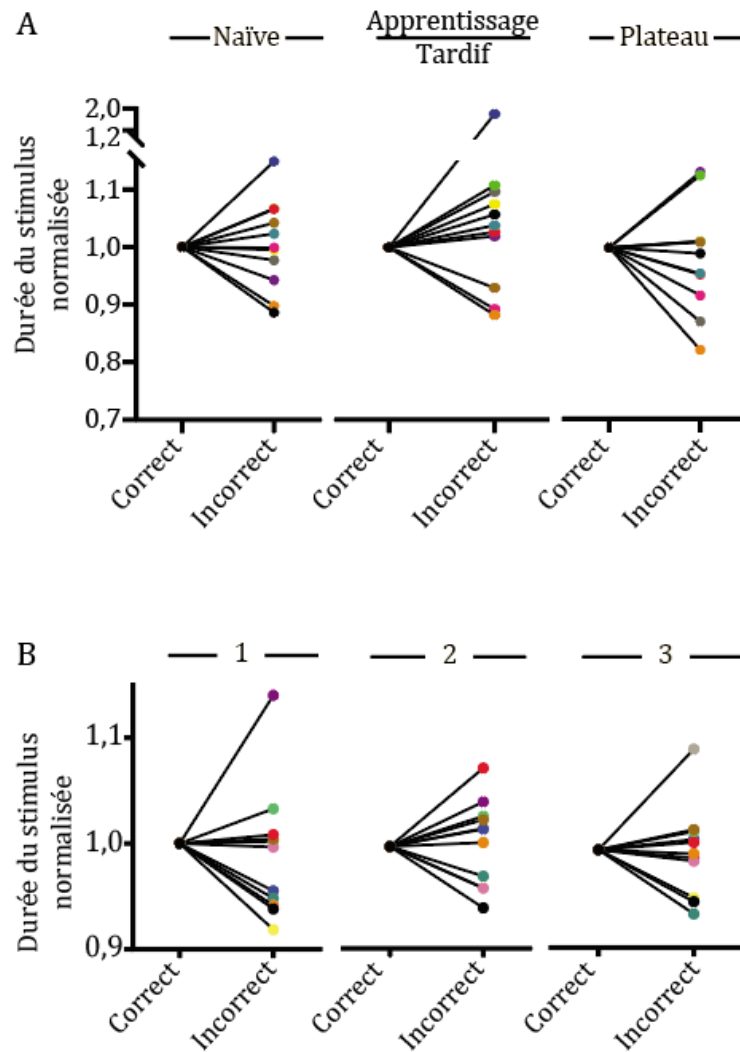 A
Naïve
Apprentissage
Tardif
Plateau
Durée du stimulus
normalisée
2,0
1,2
1,1
1,0
0,9
0,8
0,7
Correct
Incorrect
Correct
Incorrect
Correct
Incorrect
B
1
2
3
Durée du stimulus
normalisée
1,1
1,0
0,9
Correct
Incorrect
Correct
Incorrect
Correct
Incorrect